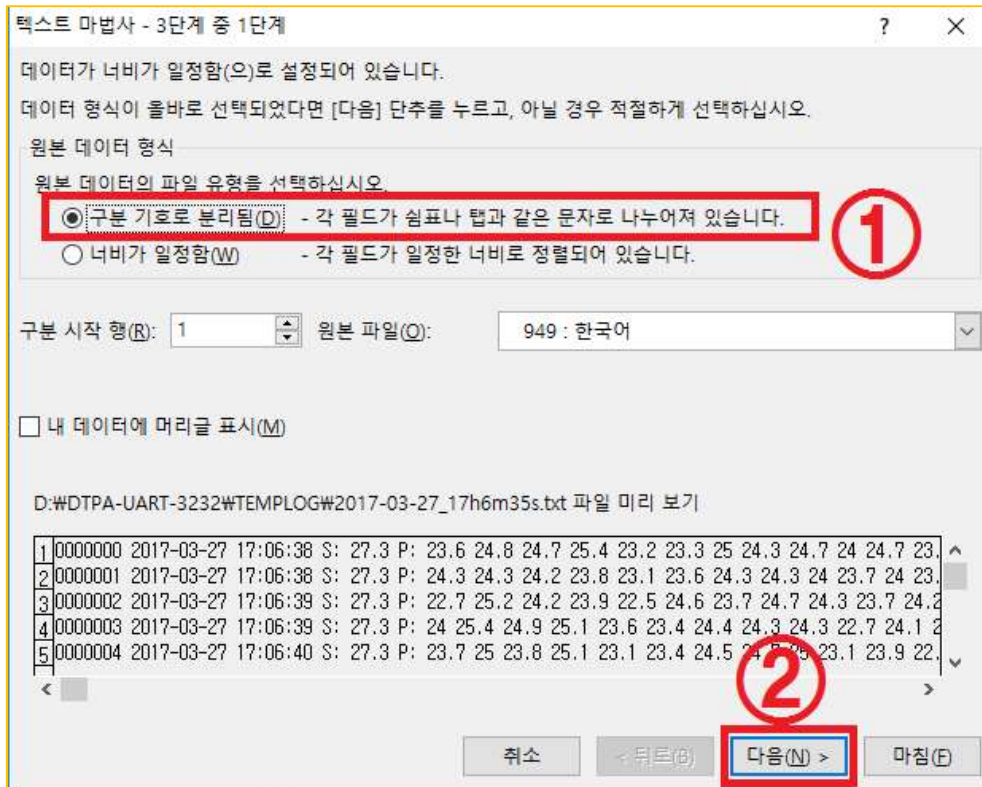 텍스트 마법사 - 3단계 중 1단계 ? ×
데이터가 너비가 일정함(으)로 설정되어 있습니다.
데이터 형식이 올바로 선택되었다면 [다음] 단추를 누르고, 아닐 경우 적절하게 선택하십시오.
원본 데이터 형식
원본 데이터의 파일 유형을 선택하십시오.
구분 기호로 분리됨(D) - 각 필드가 쉼표나 탭과 같은 문자로 나누어져 있습니다.
①
너비가 일정함(W) - 각 필드가 일정한 너비로 정렬되어 있습니다.
구분 시작 행(R): 1 원본 파일(O): 949 : 한국어
내 데이터에 머리글 표시(M)
D:₩DTPA-UART-3232₩TEMPLOG₩2017-03-27_17h6m35s.txt 파일 미리 보기
1 0000000 2017-03-27 17:06:38 S: 27.3 P: 23.6 24.8 24.7 25.4 23.2 23.3 25 24.3 24.7 24 24.7 23.
2 0000001 2017-03-27 17:06:38 S: 27.3 P: 24.3 24.3 24.2 23.8 23.1 23.6 24.3 24.3 24 23.7 24 23.
3 0000002 2017-03-27 17:06:39 S: 27.3 P: 22.7 25.2 24.2 23.9 22.5 24.6 23.7 24.7 24.3 23.7 24.2
4 0000003 2017-03-27 17:06:39 S: 27.3 P: 24 25.4 24.9 25.1 23.6 23.4 24.4 24.3 24.3 22.7 24.1 2
5 0000004 2017-03-27 17:06:40 S: 27.3 P: 23.7 25 23.8 25.1 23.1 23.4 24.5 25 23.1 23.9 22.
②
취소 < 뒤로(B) 다음(N) > 마침(F)